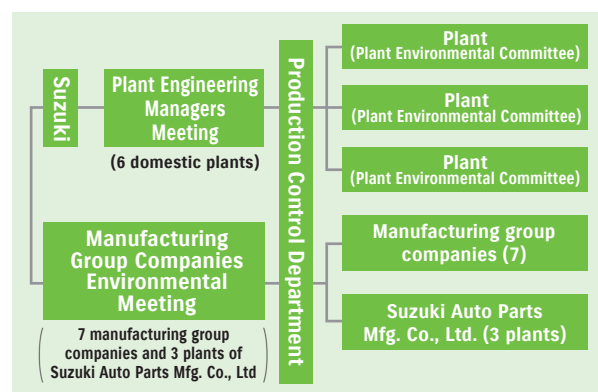 Suzuki
Plant Engineering
Managers
Meeting
(6 domestic plants)
Manufacturing
Group Companies
Environmental
Meeting
( 7 manufacturing group
companies and 3 plants of
Suzuki Auto Parts Mfg. Co., Ltd )
Production Control Department
Plant
(Plant Environmental Committee)
Plant
(Plant Environmental Committee)
Plant
(Plant Environmental Committee)
Manufacturing group
companies (7)
Suzuki Auto Parts
Mfg. Co., Ltd. (3 plants)